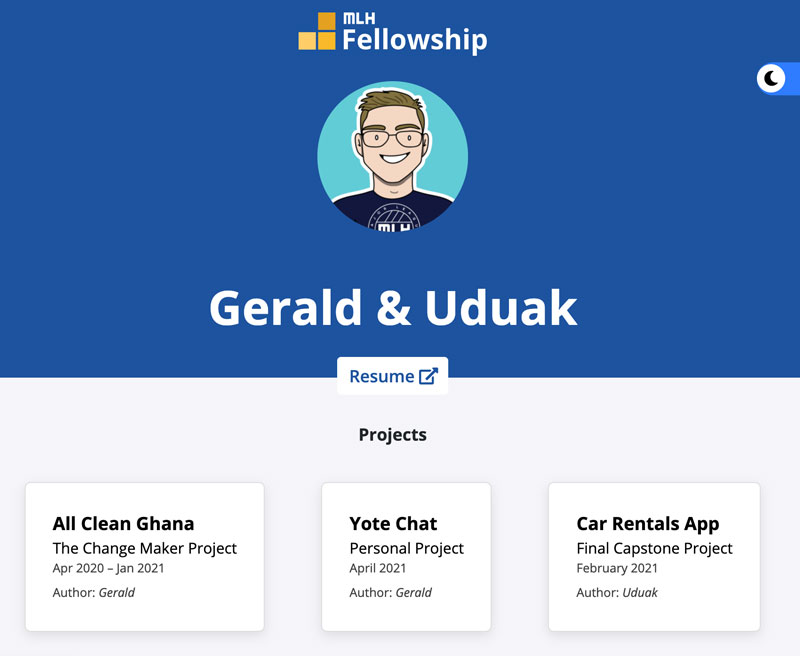 MLH
Fellowship
MLH
Gerald & Uduak
Resume
Projects
All Clean Ghana
The Change Maker Project
Apr 2020 – Jan 2021
Author: Gerald
Yote Chat
Personal Project
April 2021
Author: Gerald
Car Rentals App
Final Capstone Project
February 2021
Author: Uduak